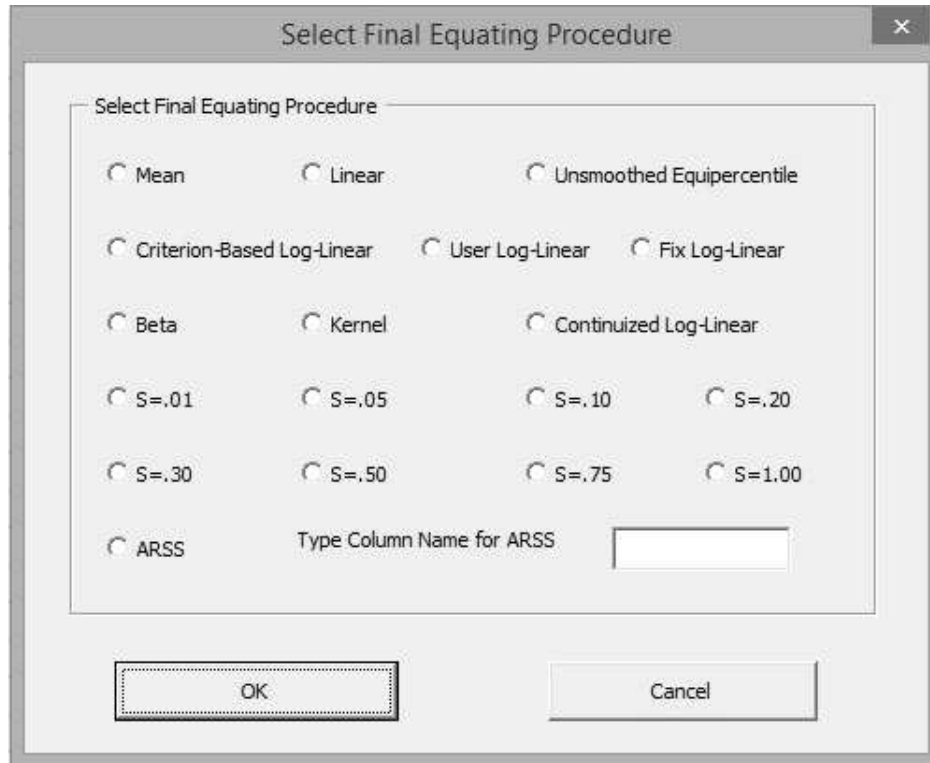 Select Final Equating Procedure
Select Final Equating Procedure
Mean Linear Unsmoothed Equipercentile
Criterion-Based Log-Linear User Log-Linear Fix Log-Linear
Beta Kernel Continuized Log-Linear
S=.01 S=.05 S=.10 S=.20
S=.30 S=.50 S=.75 S=1.00
ARSS Type Column Name for ARSS
OK Cancel